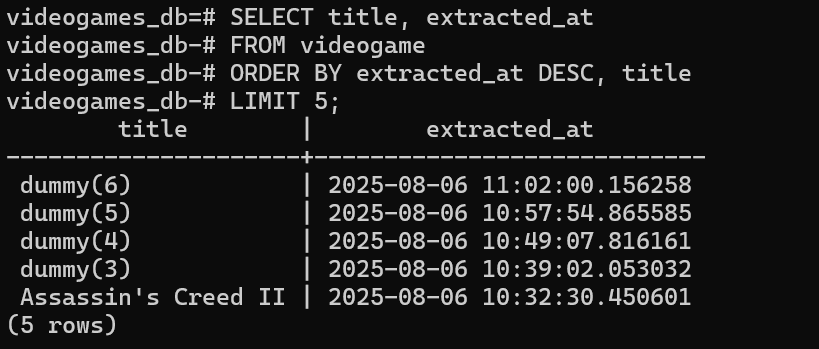 videogames_db=# SELECT title, extracted_at
videogames_db-# FROM videogame
videogames_db-# ORDER BY extracted_at DESC, title
videogames_db-# LIMIT 5;
        title         |        extracted_at
----------------------+----------------------------
 dummy(6)             | 2025-08-06 11:02:00.156258
 dummy(5)             | 2025-08-06 10:57:54.865585
 dummy(4)             | 2025-08-06 10:49:07.816161
 dummy(3)             | 2025-08-06 10:39:02.053032
 Assassin's Creed II | 2025-08-06 10:32:30.450601
(5 rows)